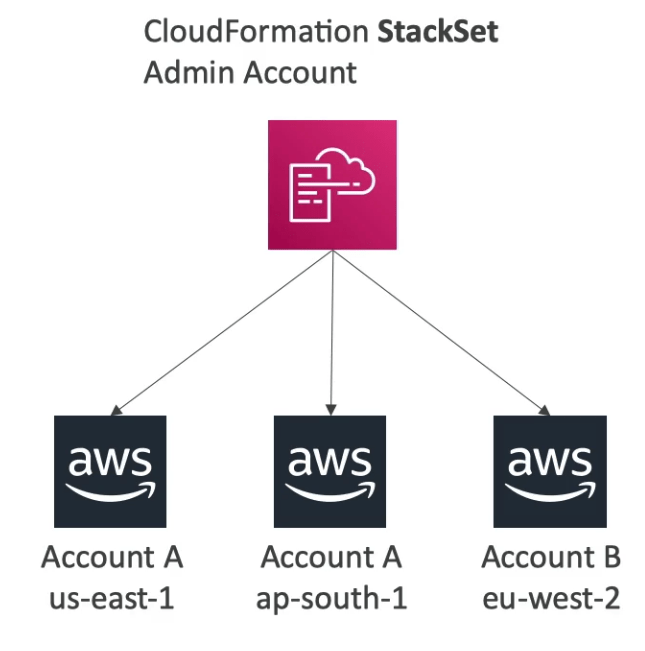 CloudFormation StackSet
Admin Account
aws
aws
aws
Account A
us-east-1
Account A
ap-south-1
Account B
eu-west-2